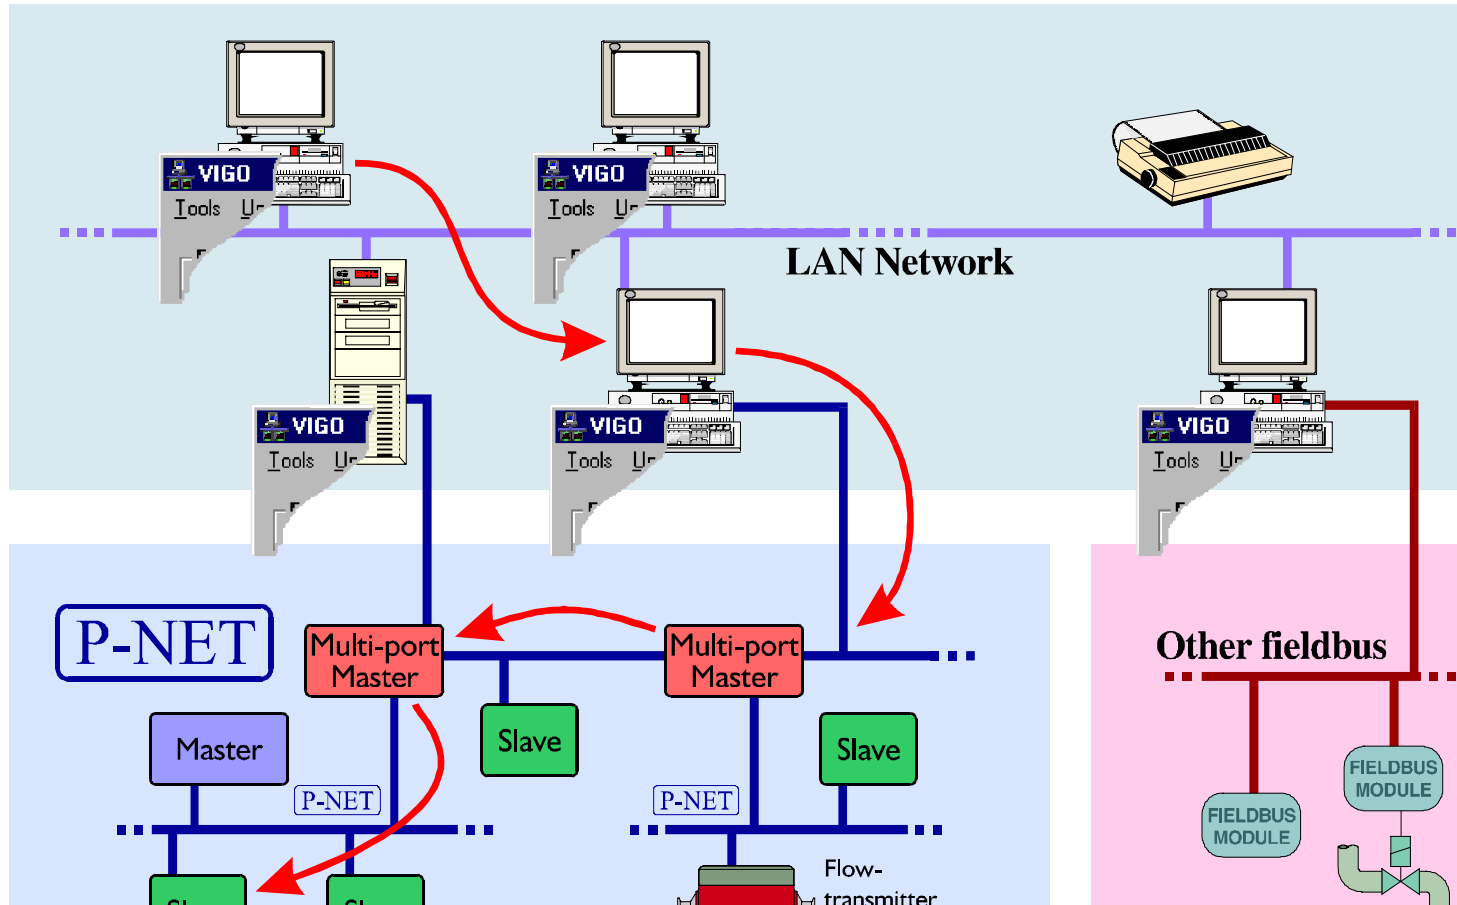 VIGO
Tools
VIGO
Tools
LAN Network
VIGO
Tools
VIGO
Tools
VIGO
Tools
P-NET
Multi-port
Master
Multi-port
Master
Other fieldbus
Master
Slave
Slave
P-NET
P-NET
FIELDBUS
MODULE
FIELDBUS
MODULE
Flow-
transmitter